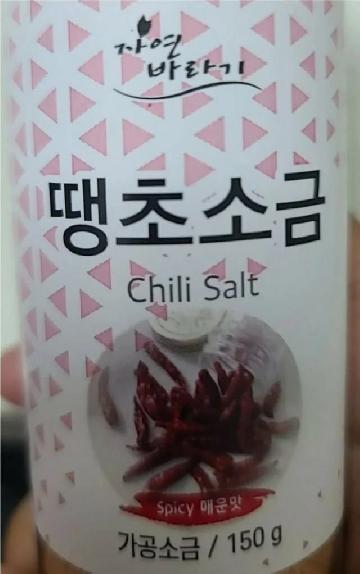 자연
바라기
땡초소금
Chili Salt
Spicy 매운맛
가공소금 / 150 g